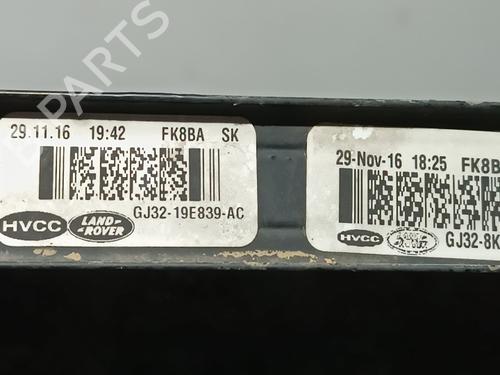 B-PARTS
29.11.16 19:42 FK8BA SK
GJ32-19E839-AC
HVCC LAND-
ROVER
29-Nov-16 18:25 FK8B
GJ32-8K
HVCC